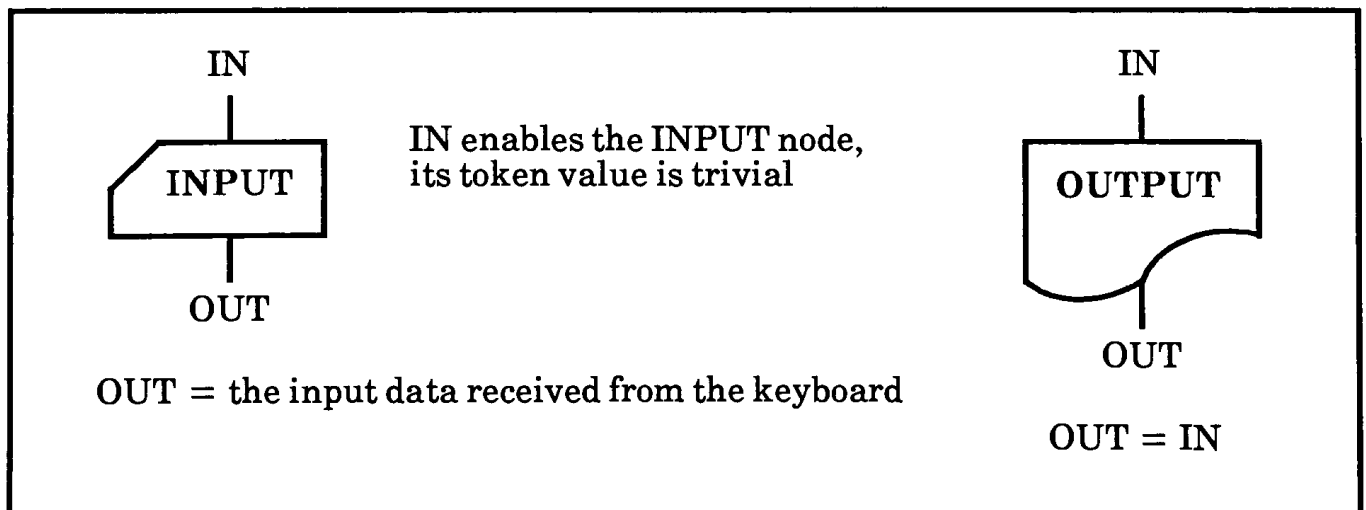 IN
INPUT
OUT
IN enables the INPUT node,
its token value is trivial
IN
OUTPUT
OUT
OUT = the input data received from the keyboard
OUT = IN